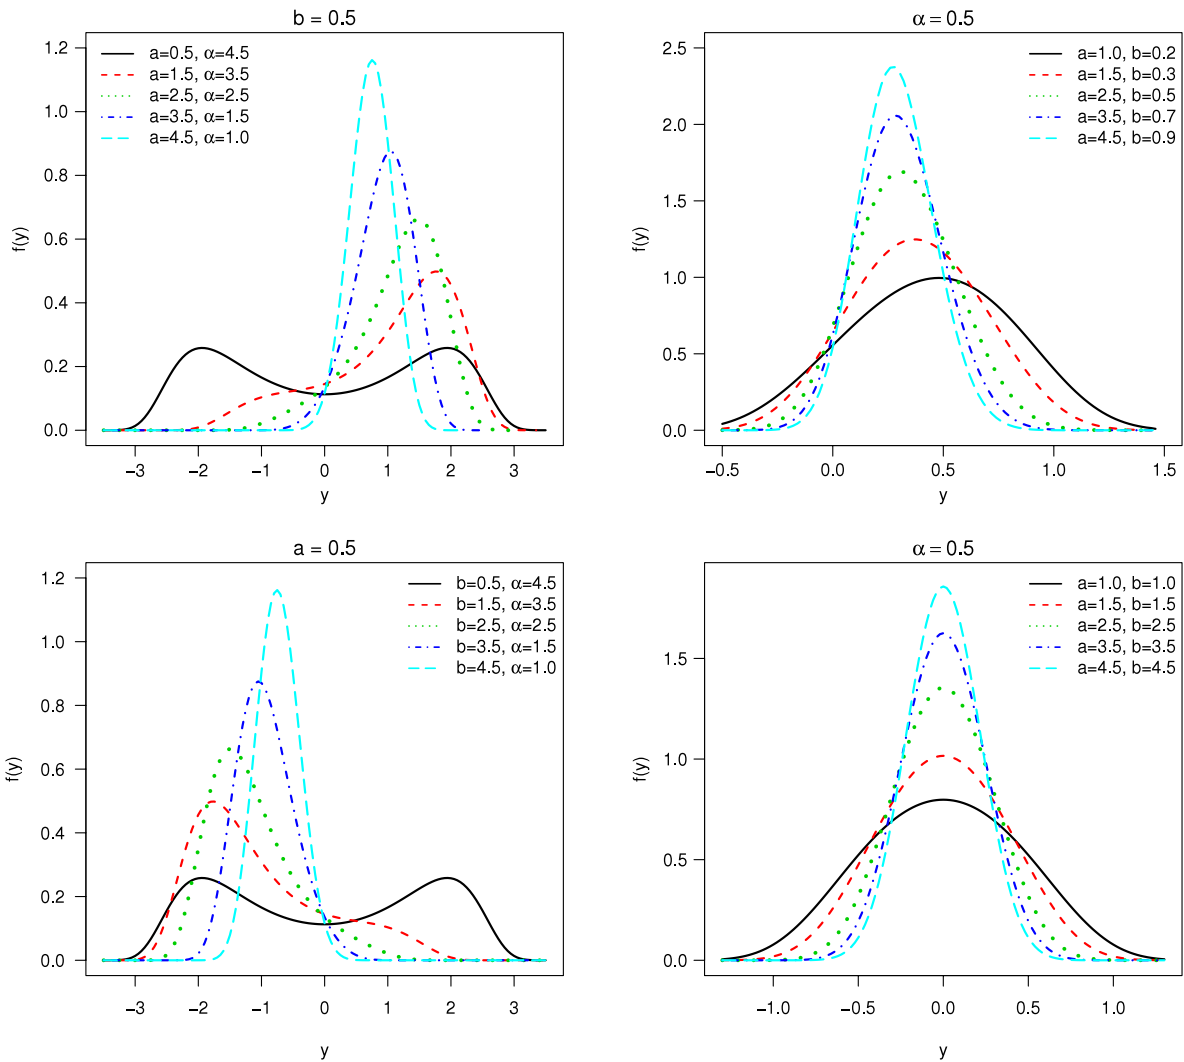 b = 0.5
a=0.5, α=4.5
a=1.5, α=3.5
a=2.5, α=2.5
a=3.5, α=1.5
a=4.5, α=1.0
f(y)
1.2
1.0
0.8
0.6
0.4
0.2
0.0
−3 −2 −1 0 1 2 3
y
α = 0.5
a=1.0, b=0.2
a=1.5, b=0.3
a=2.5, b=0.5
a=3.5, b=0.7
a=4.5, b=0.9
f(y)
2.5
2.0
1.5
1.0
0.5
0.0
−0.5 0.0 0.5 1.0 1.5
y
a = 0.5
b=0.5, α=4.5
b=1.5, α=3.5
b=2.5, α=2.5
b=3.5, α=1.5
b=4.5, α=1.0
f(y)
1.2
1.0
0.8
0.6
0.4
0.2
0.0
−3 −2 −1 0 1 2 3
y
α = 0.5
a=1.0, b=1.0
a=1.5, b=1.5
a=2.5, b=2.5
a=3.5, b=3.5
a=4.5, b=4.5
f(y)
1.5
1.0
0.5
0.0
−1.0 −0.5 0.0 0.5 1.0
y